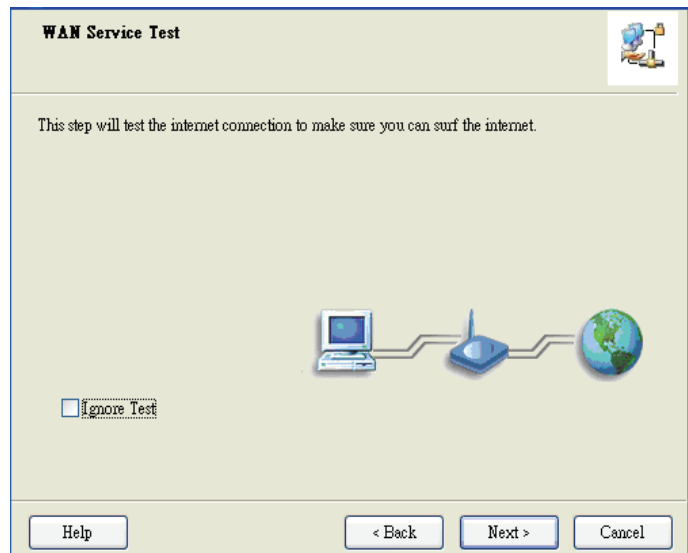 WAN Service Test
This step will test the internet connection to make sure you can surf the internet.
Ignore Test
Help
< Back
Next >
Cancel